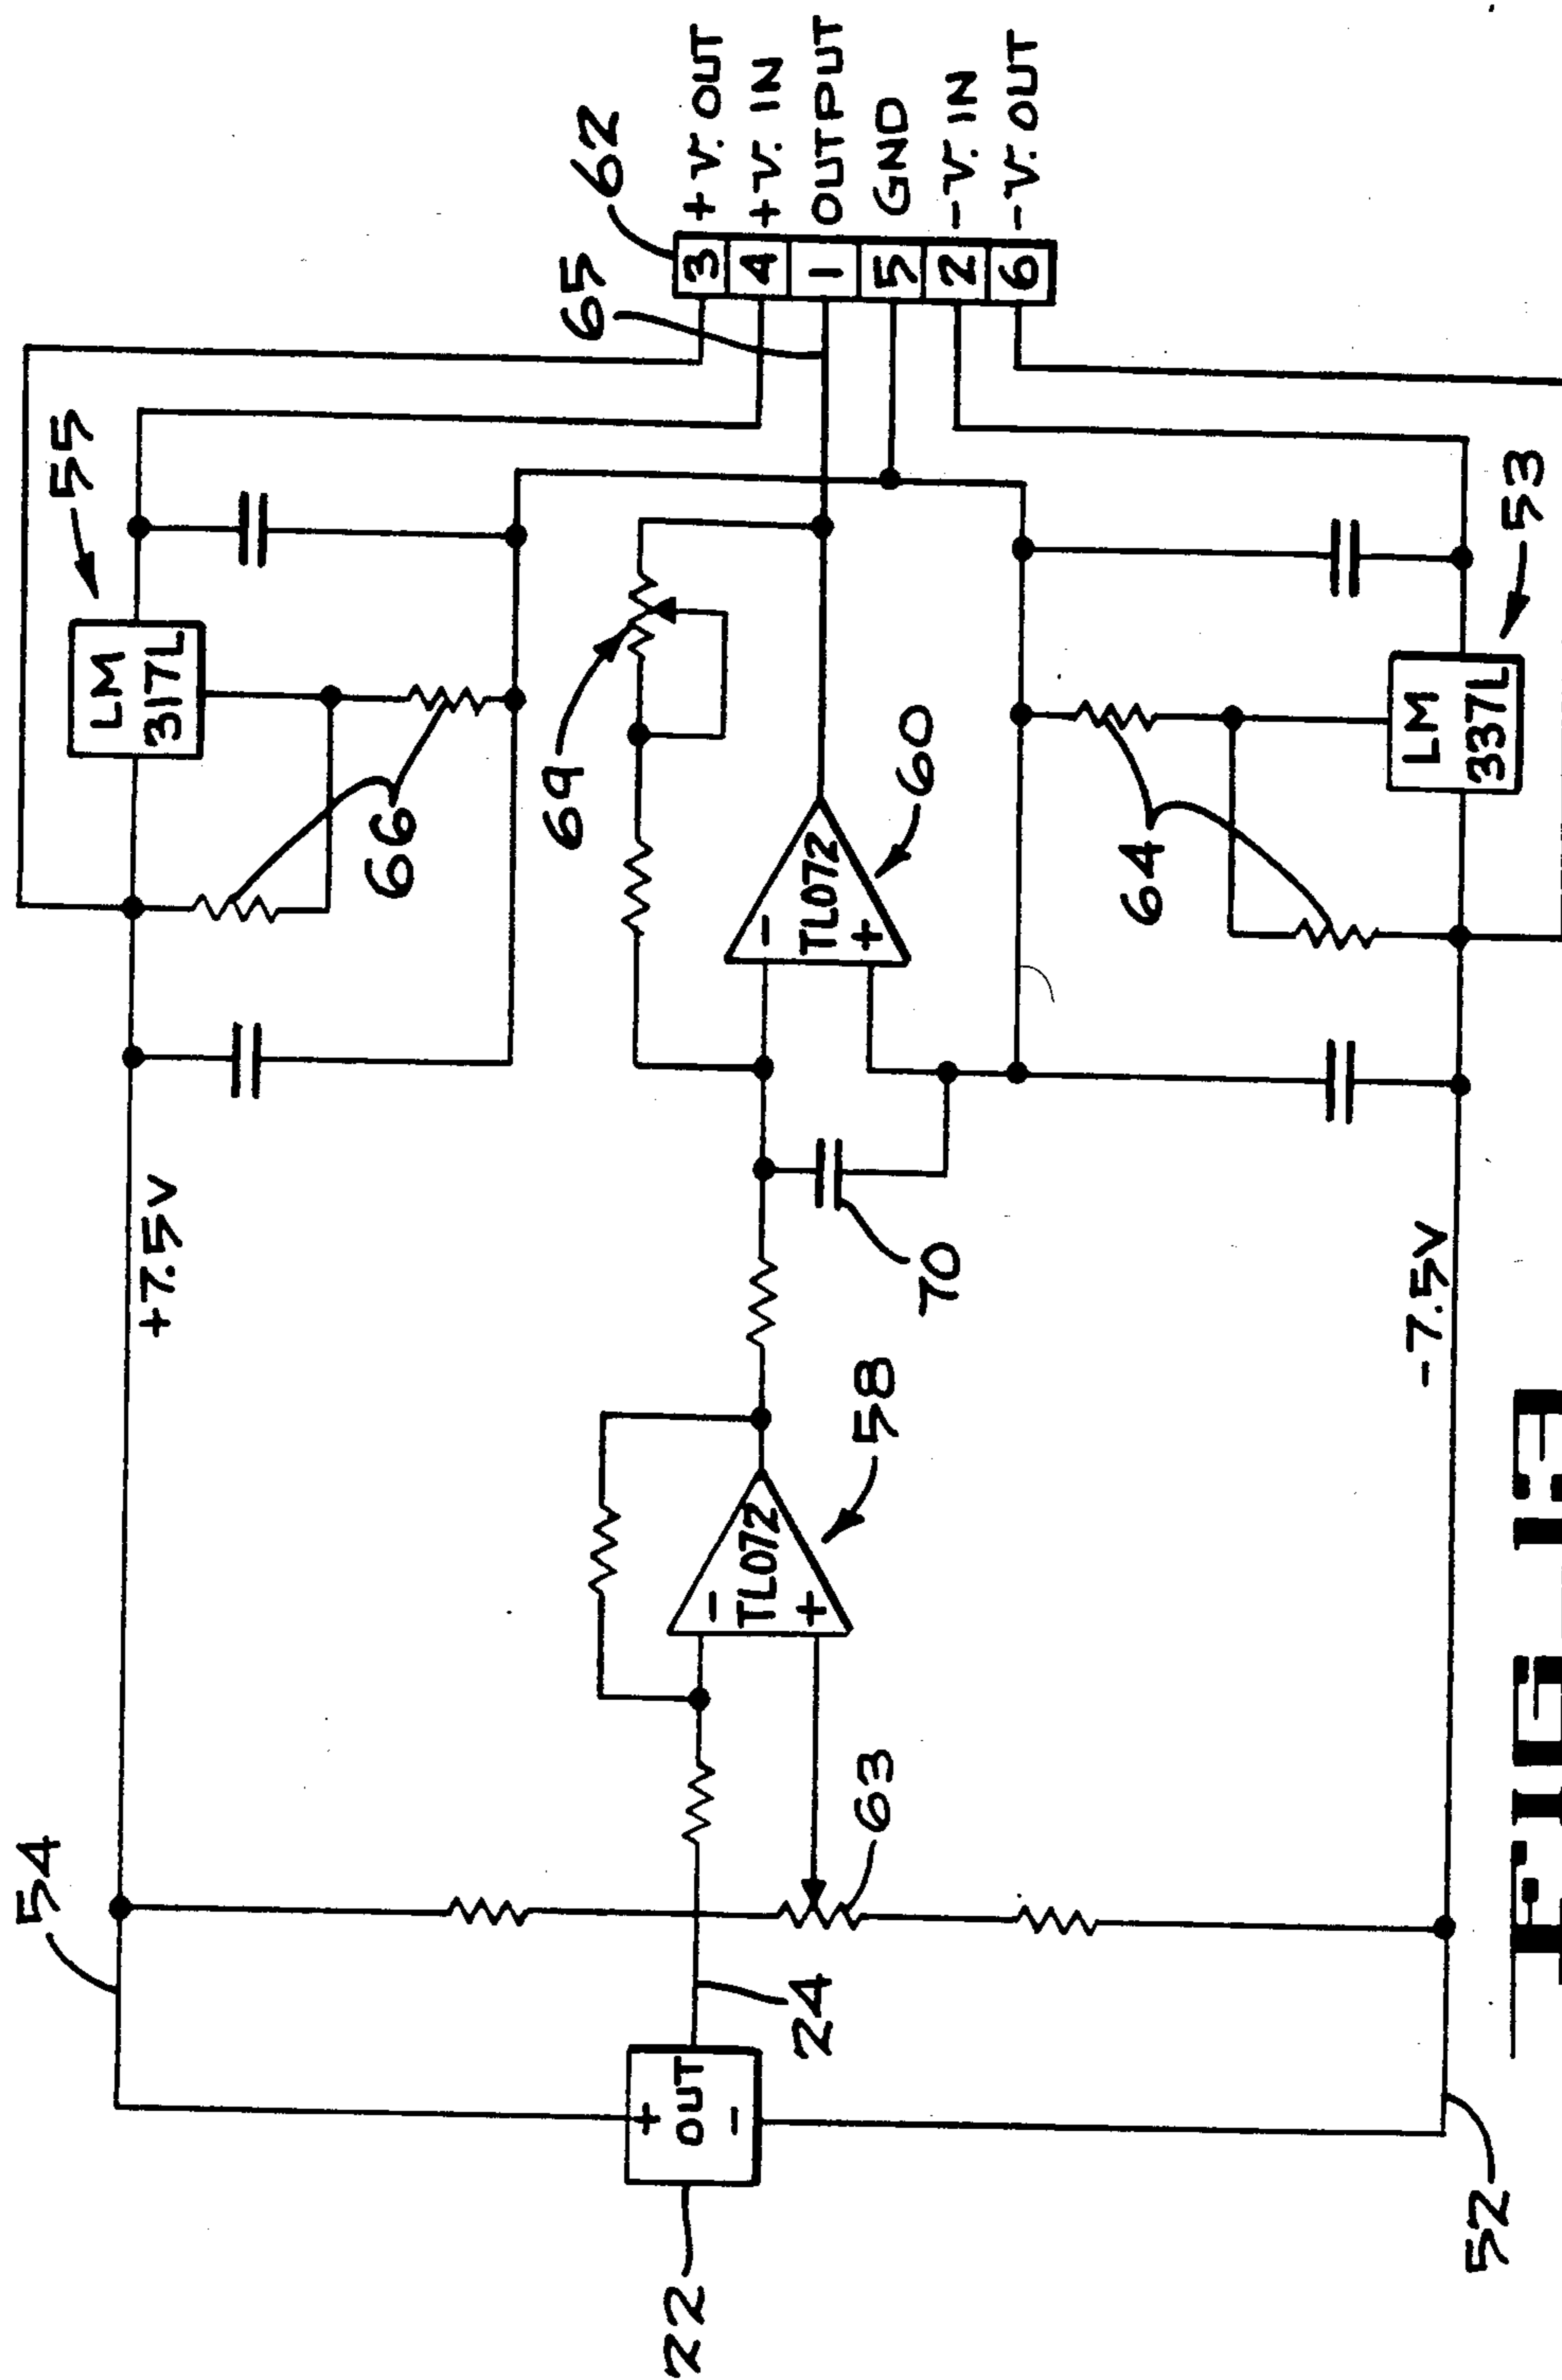 54
+7.5V
LM
317L
55
66
69
65
62
3 +V. OUT
4 +V. IN
1 OUTPUT
5 GND
2 -V. IN
6 -V. OUT
22
+
OUT
-
24
63
-
TL072
+
58
70
-
TL072
+
60
64
LM
337L
53
-7.5V
52